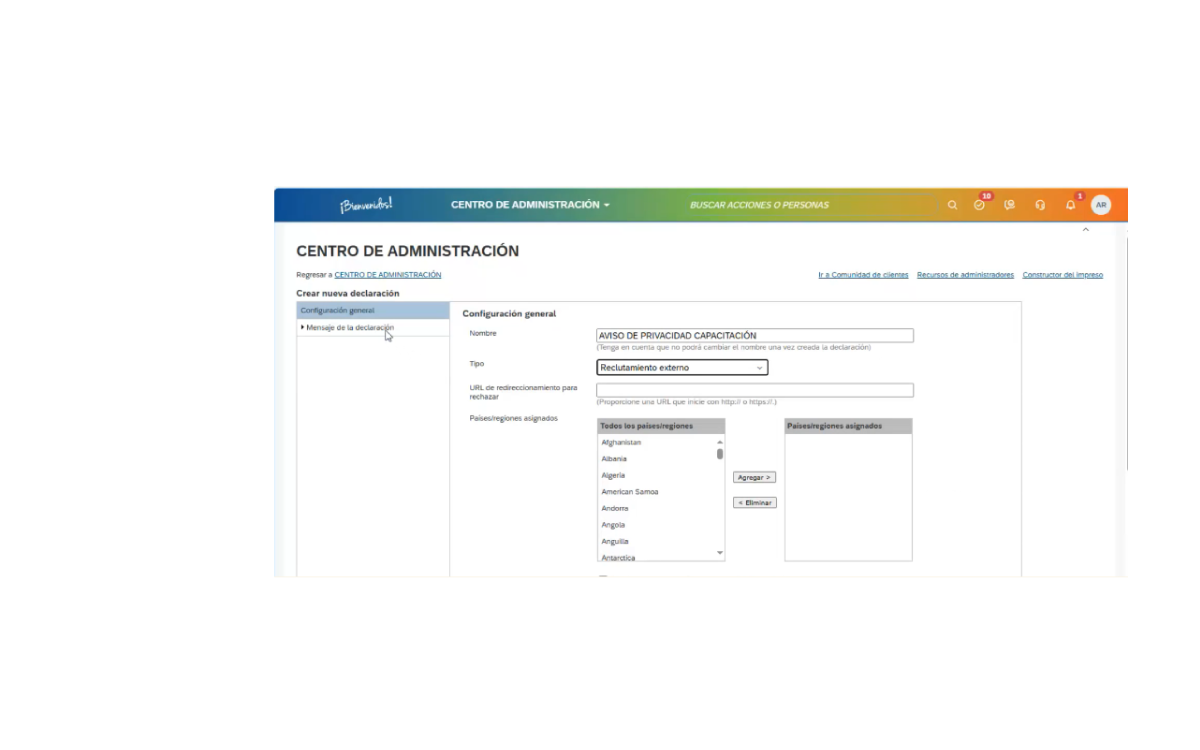 ¡Bienvenidos!
CENTRO DE ADMINISTRACIÓN
BUSCAR ACCIONES O PERSONAS
10
1
AR
CENTRO DE ADMINISTRACIÓN
Regresar a CENTRO DE ADMINISTRACIÓN
Ir a Comunidad de clientes
Recursos de administradores
Constructor del impreso
Crear nueva declaración
Configuración general
Mensaje de la declaración
Configuración general
Nombre
AVISO DE PRIVACIDAD CAPACITACIÓN
(Tenga en cuenta que no podrá cambiar el nombre una vez creada la declaración)
Tipo
Reclutamiento externo
URL de redireccionamiento para
rechazar
(Proporcione una URL que inicie con http:// o https://.)
Países/regiones asignados
Todos los países/regiones
Afghanistan
Albania
Algeria
American Samoa
Andorra
Angola
Anguilla
Antarctica
Agregar >
< Eliminar
Países/regiones asignados